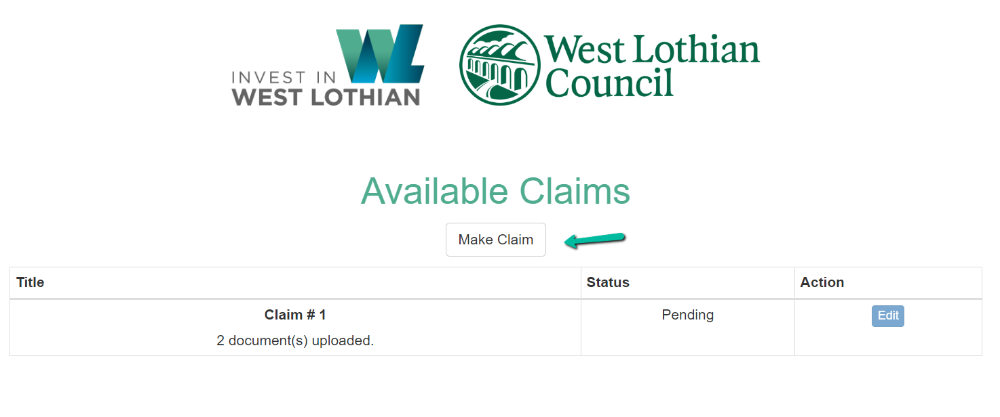 INVEST IN
WEST LOTHIAN
WL
West Lothian
Council
Available Claims
Make Claim
Title Status Action
Claim # 1 Pending Edit
2 document(s) uploaded.